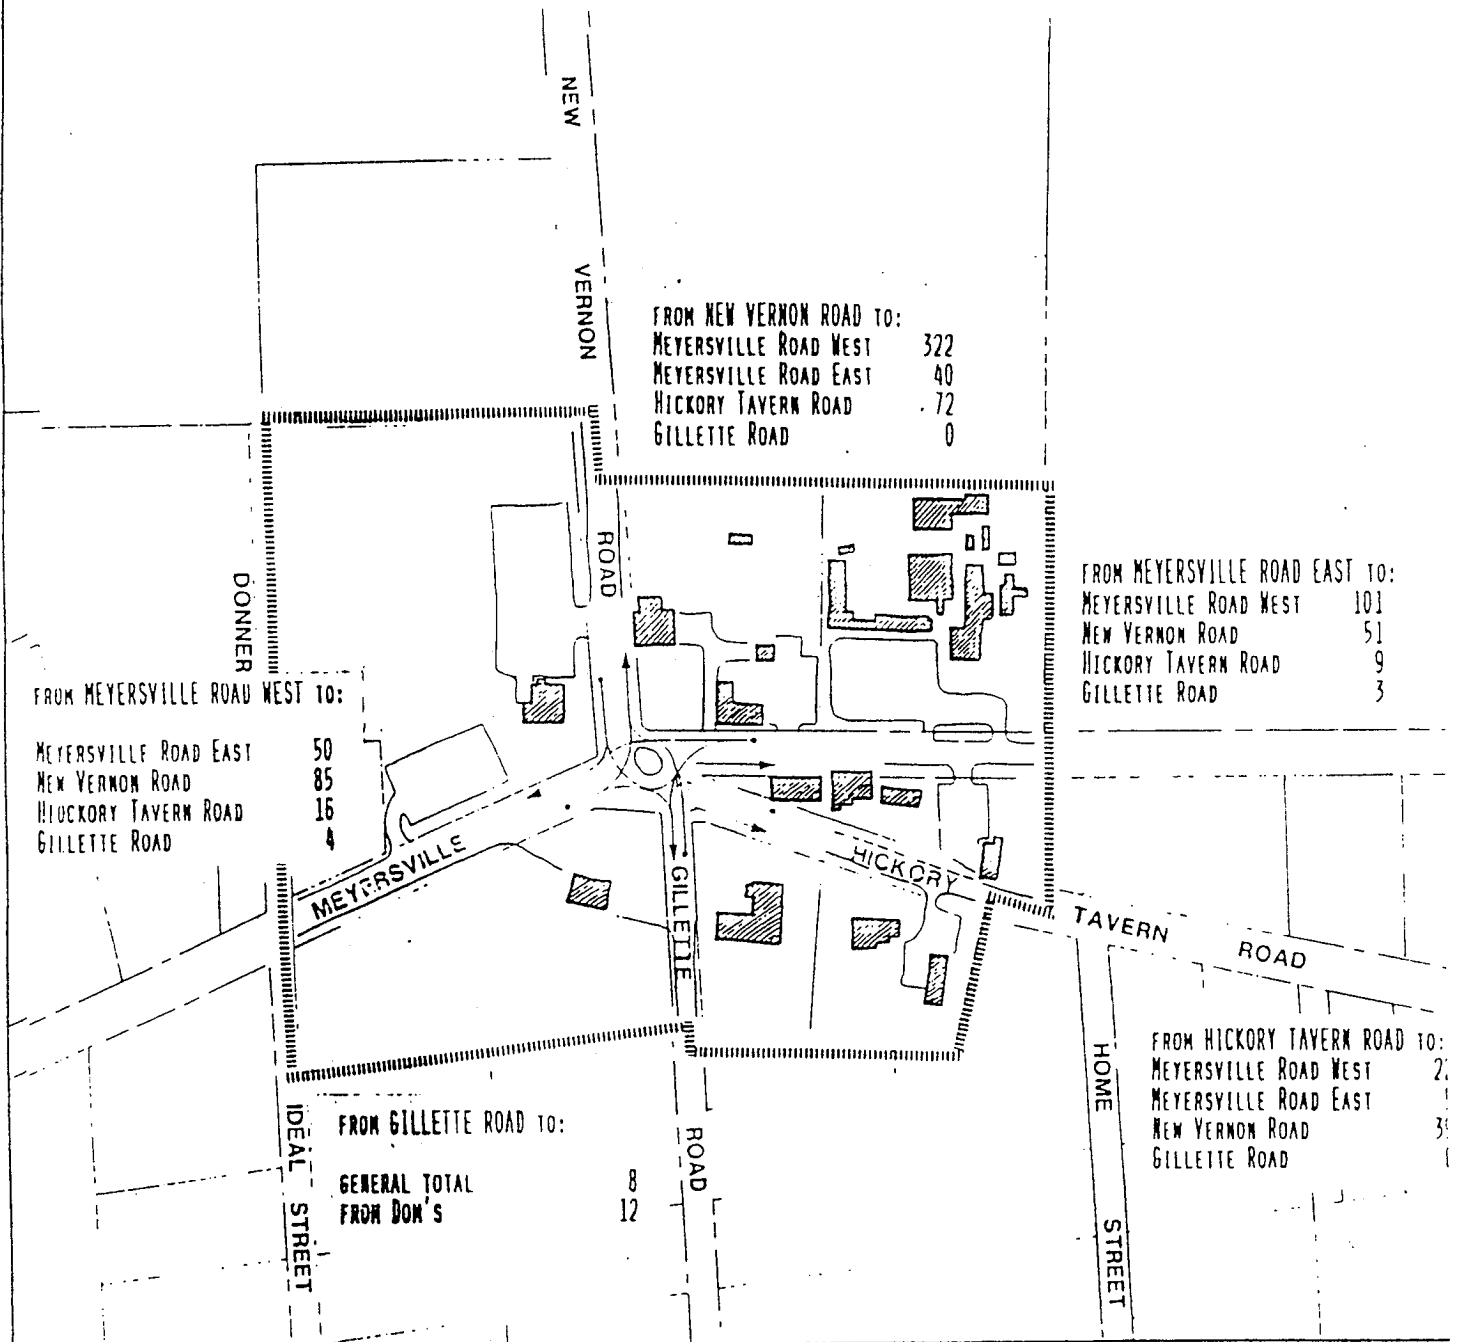 NEW
VERNON
FROM NEW VERNON ROAD TO:
MEYERSVILLE ROAD WEST 322
MEYERSVILLE ROAD EAST 40
HICKORY TAVERN ROAD 72
GILLETTE ROAD 0
ROAD
DONNER
FROM MEYERSVILLE ROAD EAST TO:
MEYERSVILLE ROAD WEST 101
NEW VERNON ROAD 51
HICKORY TAVERN ROAD 9
GILLETTE ROAD 3
FROM MEYERSVILLE ROAD WEST TO:
MEYERSVILLE ROAD EAST 50
NEW VERNON ROAD 85
HIUCKORY TAVERN ROAD 16
GILLETTE ROAD 4
MEYERSVILLE
GILLETTE
HICKORY
TAVERN
ROAD
FROM HICKORY TAVERN ROAD TO:
MEYERSVILLE ROAD WEST
MEYERSVILLE ROAD EAST
NEW VERNON ROAD
GILLETTE ROAD
HOME
STREET
FROM GILLETTE ROAD TO:
GENERAL TOTAL 8
FROM DOM'S 12
IDEAL
STREET
ROAD